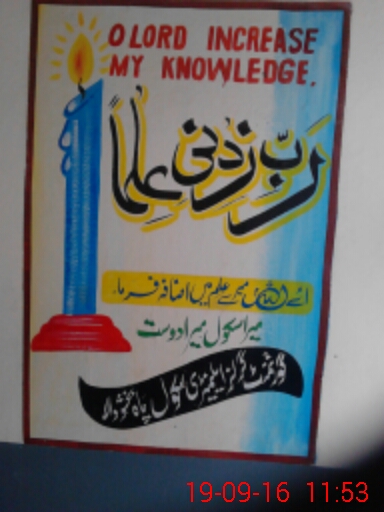 O LORD INCREASE
MY KNOWLEDGE.
رَبِّ زِدْنِی عِلْماً
اے اللہ میرے علم میں اضافہ فرما۔
میرا سکول میرا دوست
گورنمنٹ گرلز ایلیمنٹری سکول
19-09-16 11:53